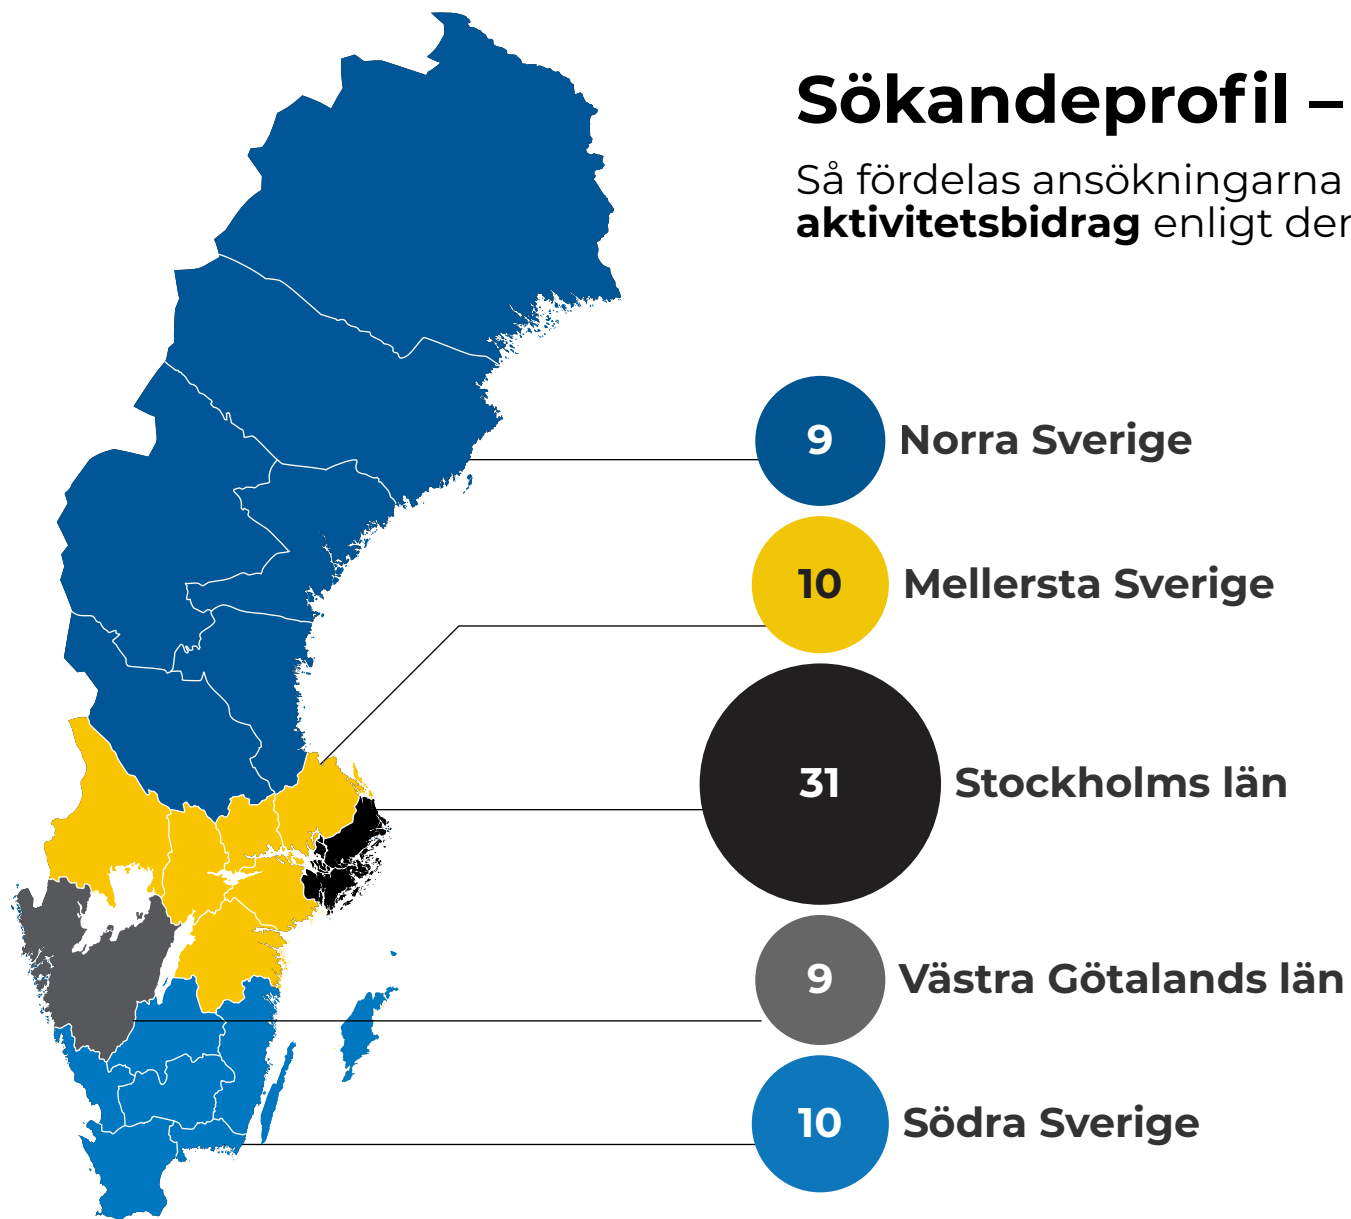 Sökandeprofil –
Så fördelas ansökningarna
aktivitetsbidrag enligt der
9 Norra Sverige
10 Mellersta Sverige
31 Stockholms län
9 Västra Götalands län
10 Södra Sverige